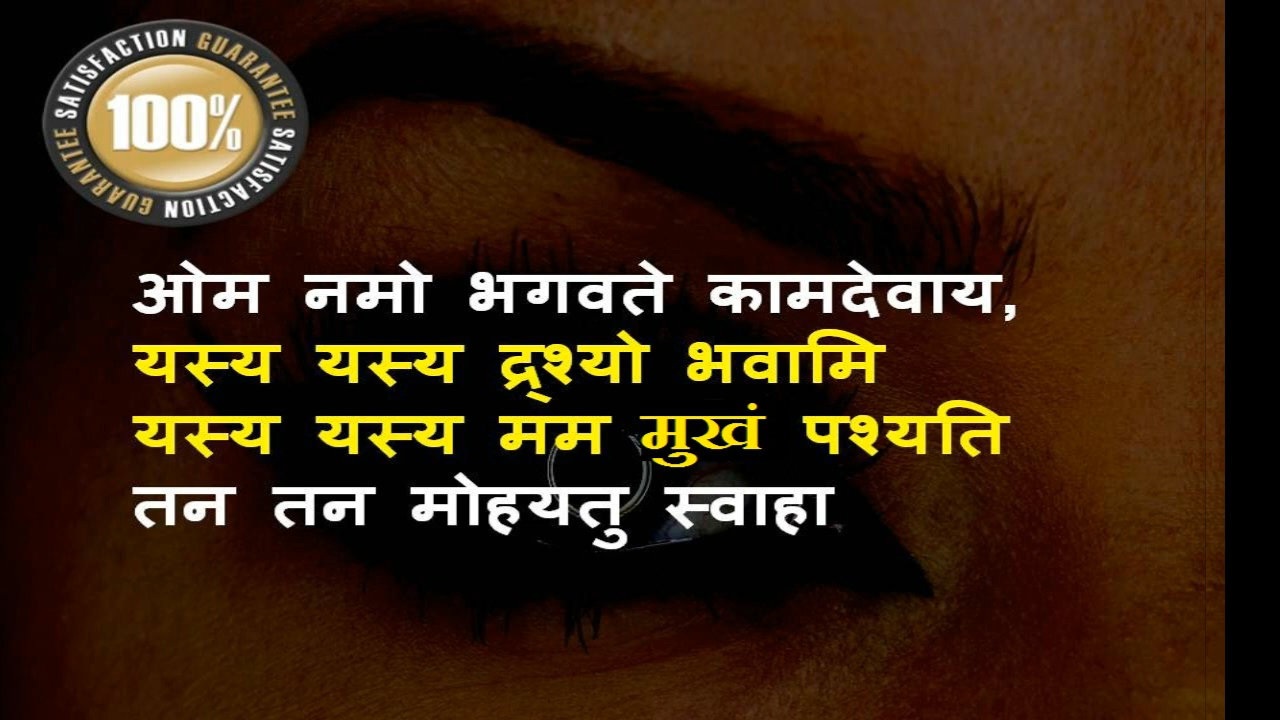 SATISFACTION GUARANTEE SATISFACTION GUARANTEE
100%
ओम नमो भगवते कामदेवाय,
यस्य यस्य द्र्श्यो भवामि
यस्य यस्य मम मुखं पश्यति
तन तन मोहयतु स्वाहा